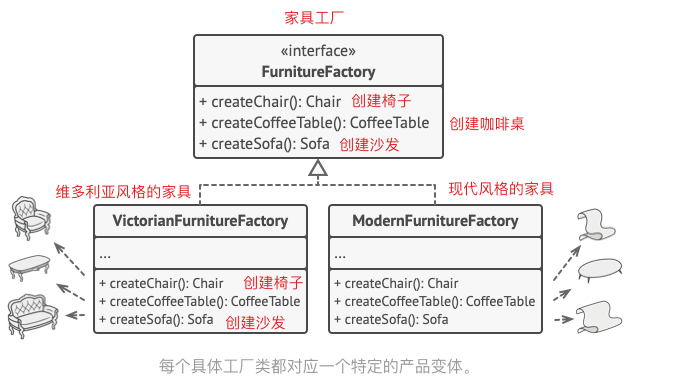 家具工厂
«interface»
FurnitureFactory
+ createChair(): Chair 创建椅子
+ createCoffeeTable(): CoffeeTable 创建咖啡桌
+ createSofa(): Sofa 创建沙发
维多利亚风格的家具
现代风格的家具
VictorianFurnitureFactory
...
+ createChair(): Chair 创建椅子
+ createCoffeeTable(): CoffeeTable
+ createSofa(): Sofa 创建沙发
ModernFurnitureFactory
...
+ createChair(): Chair
+ createCoffeeTable(): CoffeeTable
+ createSofa(): Sofa
每个具体工厂类都对应一个特定的产品变体。